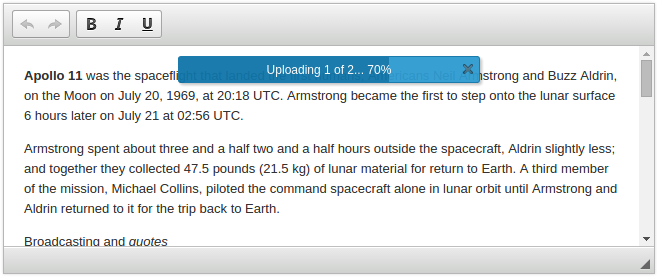 B I U
Uploading 1 of 2... 70%
Apollo 11 was the spaceflight that landed Americans Neil Armstrong and Buzz Aldrin,
on the Moon on July 20, 1969, at 20:18 UTC. Armstrong became the first to step onto the lunar surface
6 hours later on July 21 at 02:56 UTC.
Armstrong spent about three and a half two and a half hours outside the spacecraft, Aldrin slightly less;
and together they collected 47.5 pounds (21.5 kg) of lunar material for return to Earth. A third member
of the mission, Michael Collins, piloted the command spacecraft alone in lunar orbit until Armstrong and
Aldrin returned to it for the trip back to Earth.
Broadcasting and quotes